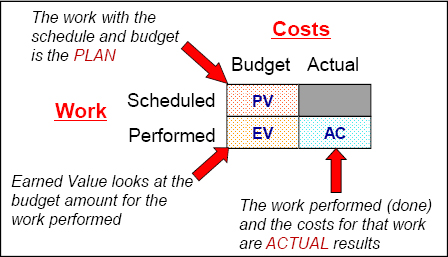 The work with the
schedule and budget
is the PLAN
Costs
Budget Actual
Work
Scheduled PV
Performed EV AC
Earned Value looks at the
budget amount for the
work performed
The work performed (done)
and the costs for that work
are ACTUAL results